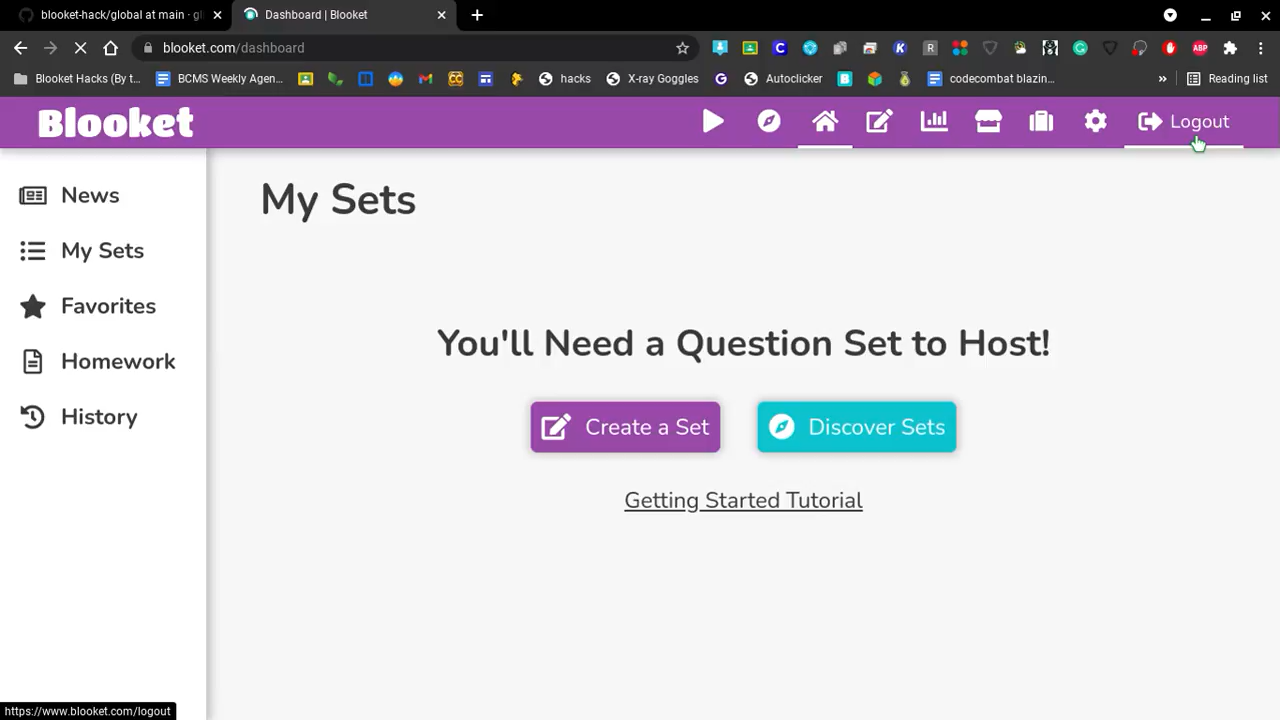 blooket-hack/global at main - gl
Dashboard | Blooket
blooket.com/dashboard
Blooket Hacks (By t...
BCMS Weekly Agen...
hacks
X-ray Goggles
Autoclicker
codecombat blazin...
Reading list
Blooket
Logout
News
My Sets
Favorites
Homework
History
My Sets
You'll Need a Question Set to Host!
Create a Set
Discover Sets
Getting Started Tutorial
https://www.blooket.com/logout